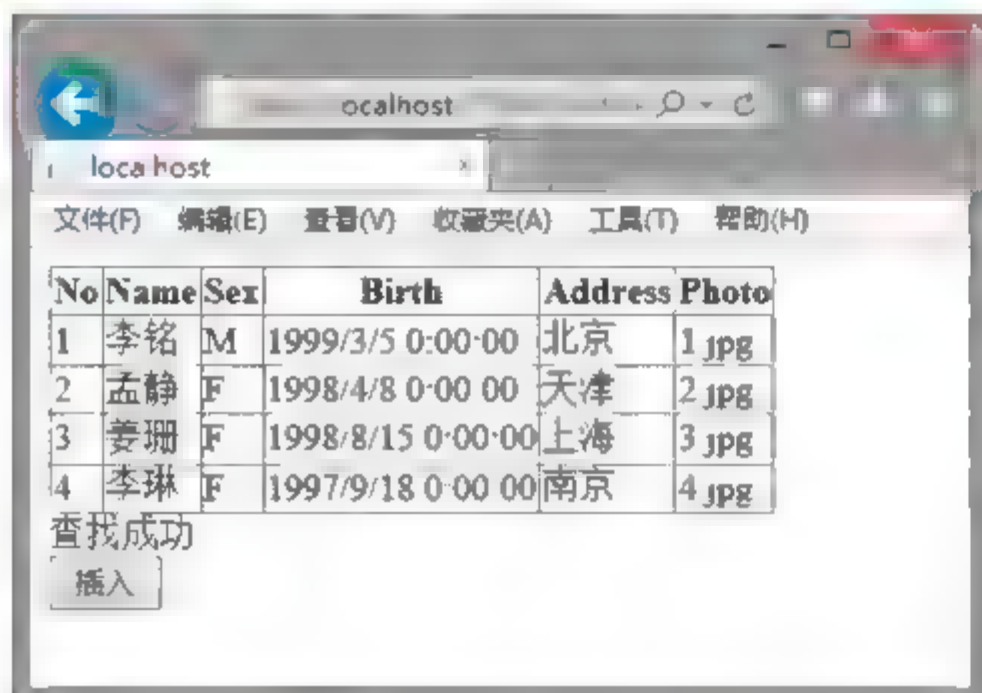 ocalhost
loca host
文件(F) 编辑(E) 查看(V) 收藏夹(A) 工具(T) 帮助(H)
No Name Sex Birth Address Photo
1 李铭 M 1999/3/5 0:00:00 北京 1 jpg
2 孟静 F 1998/4/8 0:00 00 天津 2 jpg
3 姜珊 F 1998/8/15 0:00:00 上海 3 jpg
4 李琳 F 1997/9/18 0 00 00 南京 4 jpg
查找成功
插入